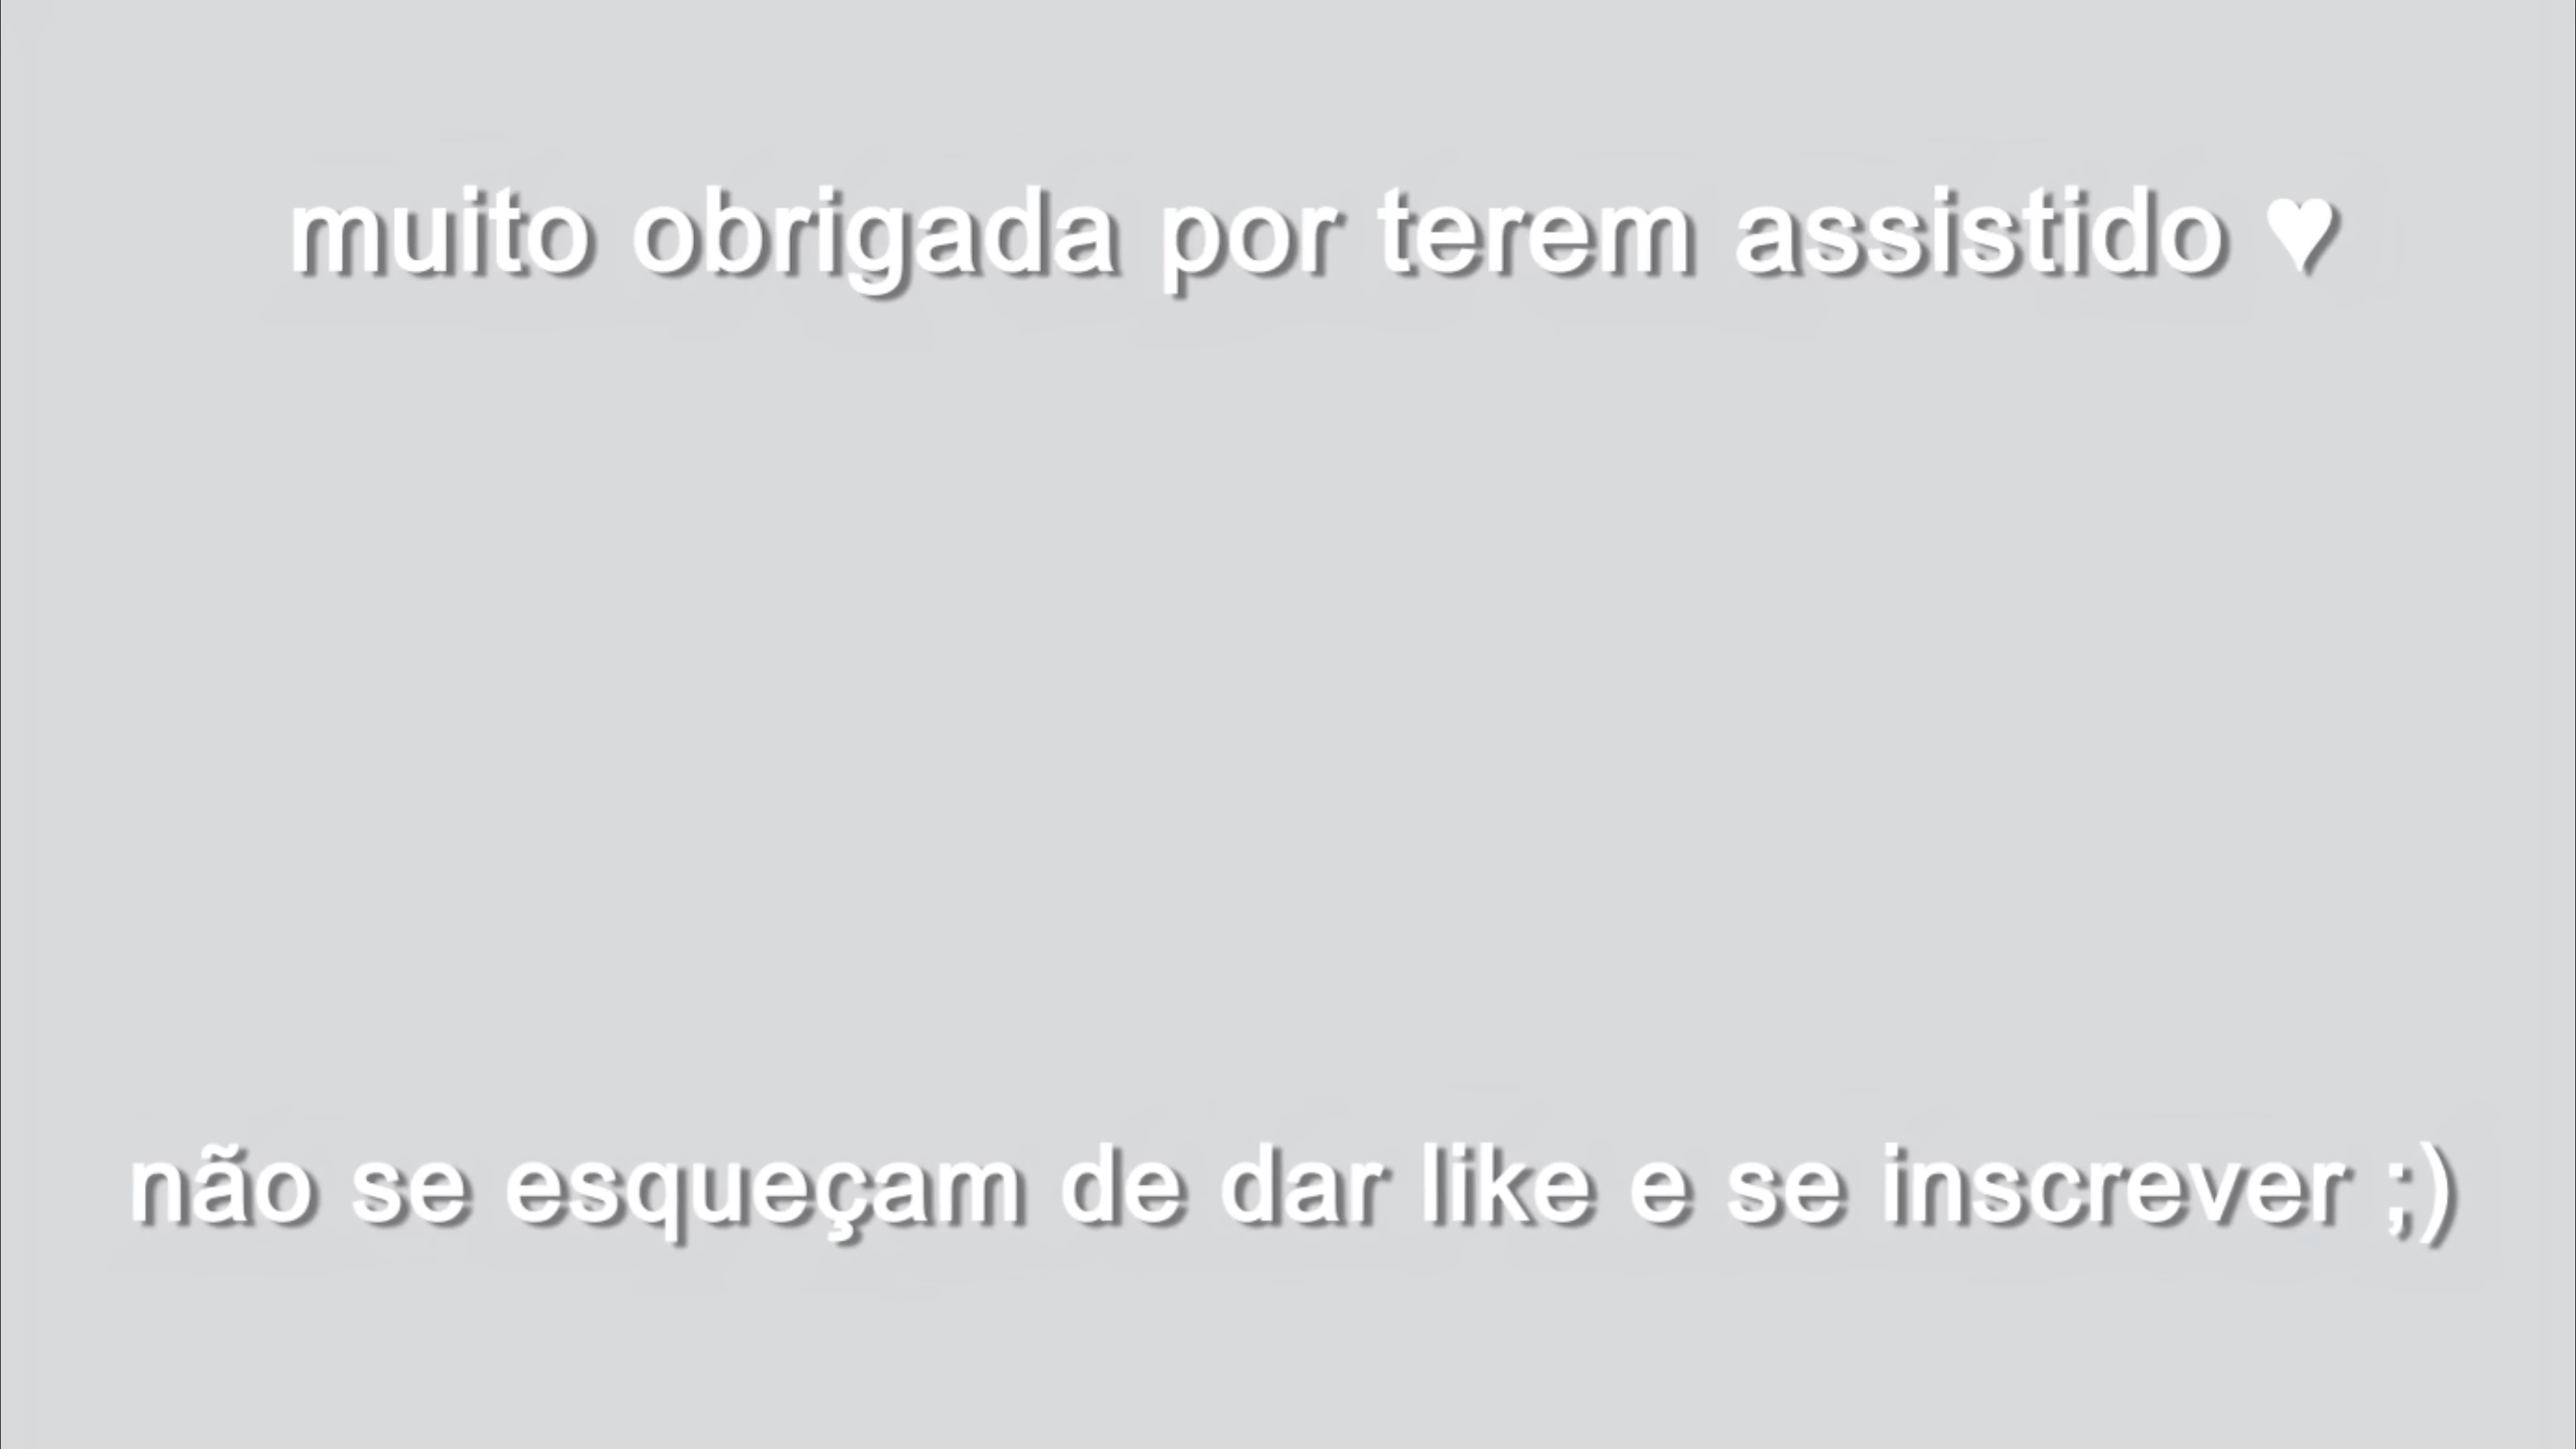 muito obrigada por terem assistido ♥
não se esqueçam de dar like e se inscrever ;)